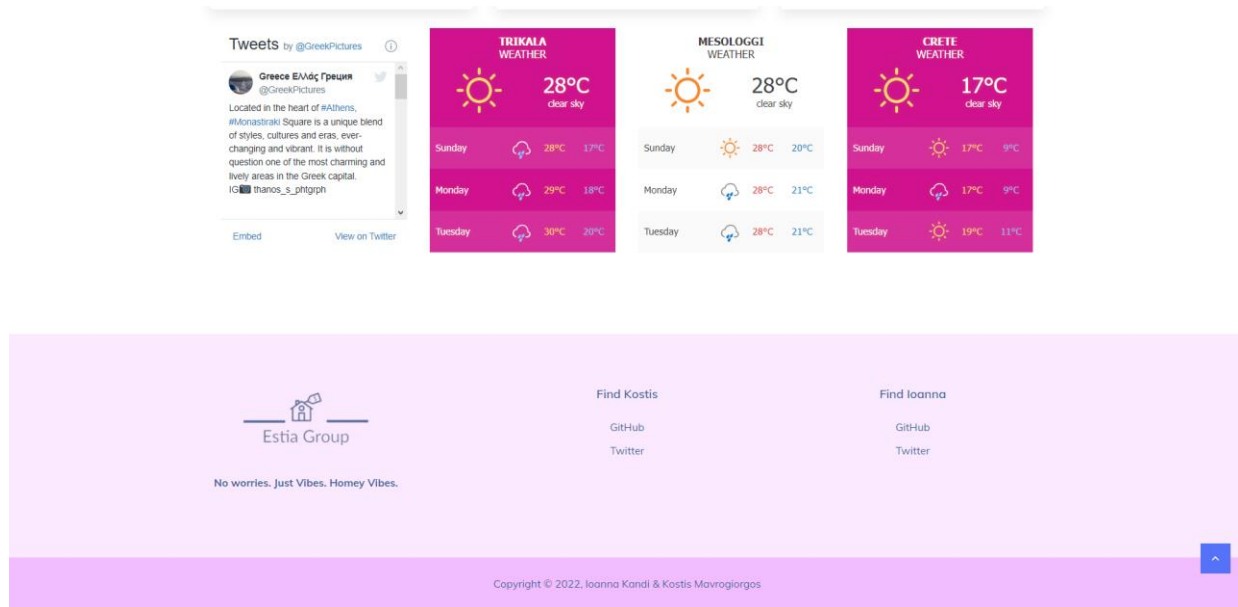 Tweets by @GreekPictures
Greece Ελλάς Греция
@GreekPictures
Located in the heart of #Athens,
#Monastiraki Square is a unique blend
of styles, cultures and eras, ever-
changing and vibrant. It is without
question one of the most charming and
lively areas in the Greek capital.
IG📷 thanos_s_phtgrph
Embed
View on Twitter
TRIKALA
WEATHER
28°C
clear sky
Sunday 28°C 17°C
Monday 29°C 18°C
Tuesday 30°C 20°C
MESOLOGGI
WEATHER
28°C
clear sky
Sunday 28°C 20°C
Monday 28°C 21°C
Tuesday 28°C 21°C
CRETE
WEATHER
17°C
clear sky
Sunday 17°C 9°C
Monday 17°C 9°C
Tuesday 19°C 11°C
Estia Group
No worries. Just Vibes. Homey Vibes.
Find Kostis
GitHub
Twitter
Find Ioanna
GitHub
Twitter
Copyright © 2022, Ioanna Kandi & Kostis Mavrogiorgos